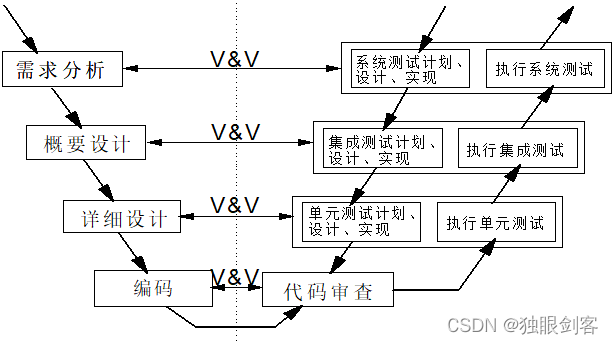 需求分析
V&V
系统测试计划、
设计、实现
执行系统测试
概要设计
V&V
集成测试计划、
设计、实现
执行集成测试
详细设计
V&V
单元测试计划、
设计、实现
执行单元测试
编码
V&V
代码审查
CSDN @独眼剑客